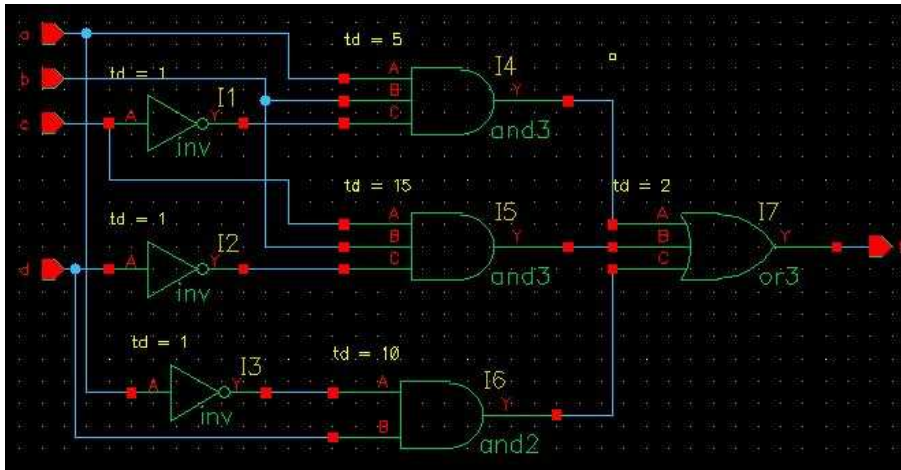 a
td = 5
A
I4
Y
b
td = 1
B
C
and3
c
A
I1
Y
inv
td = 15
td = 2
A
I5
Y
A
I7
td = 1
B
B
Y
d
A
I2
Y
C
and3
C
or3
inv
td = 1
td = 10
I3
A
I6
A
Y
Y
inv
B
and2